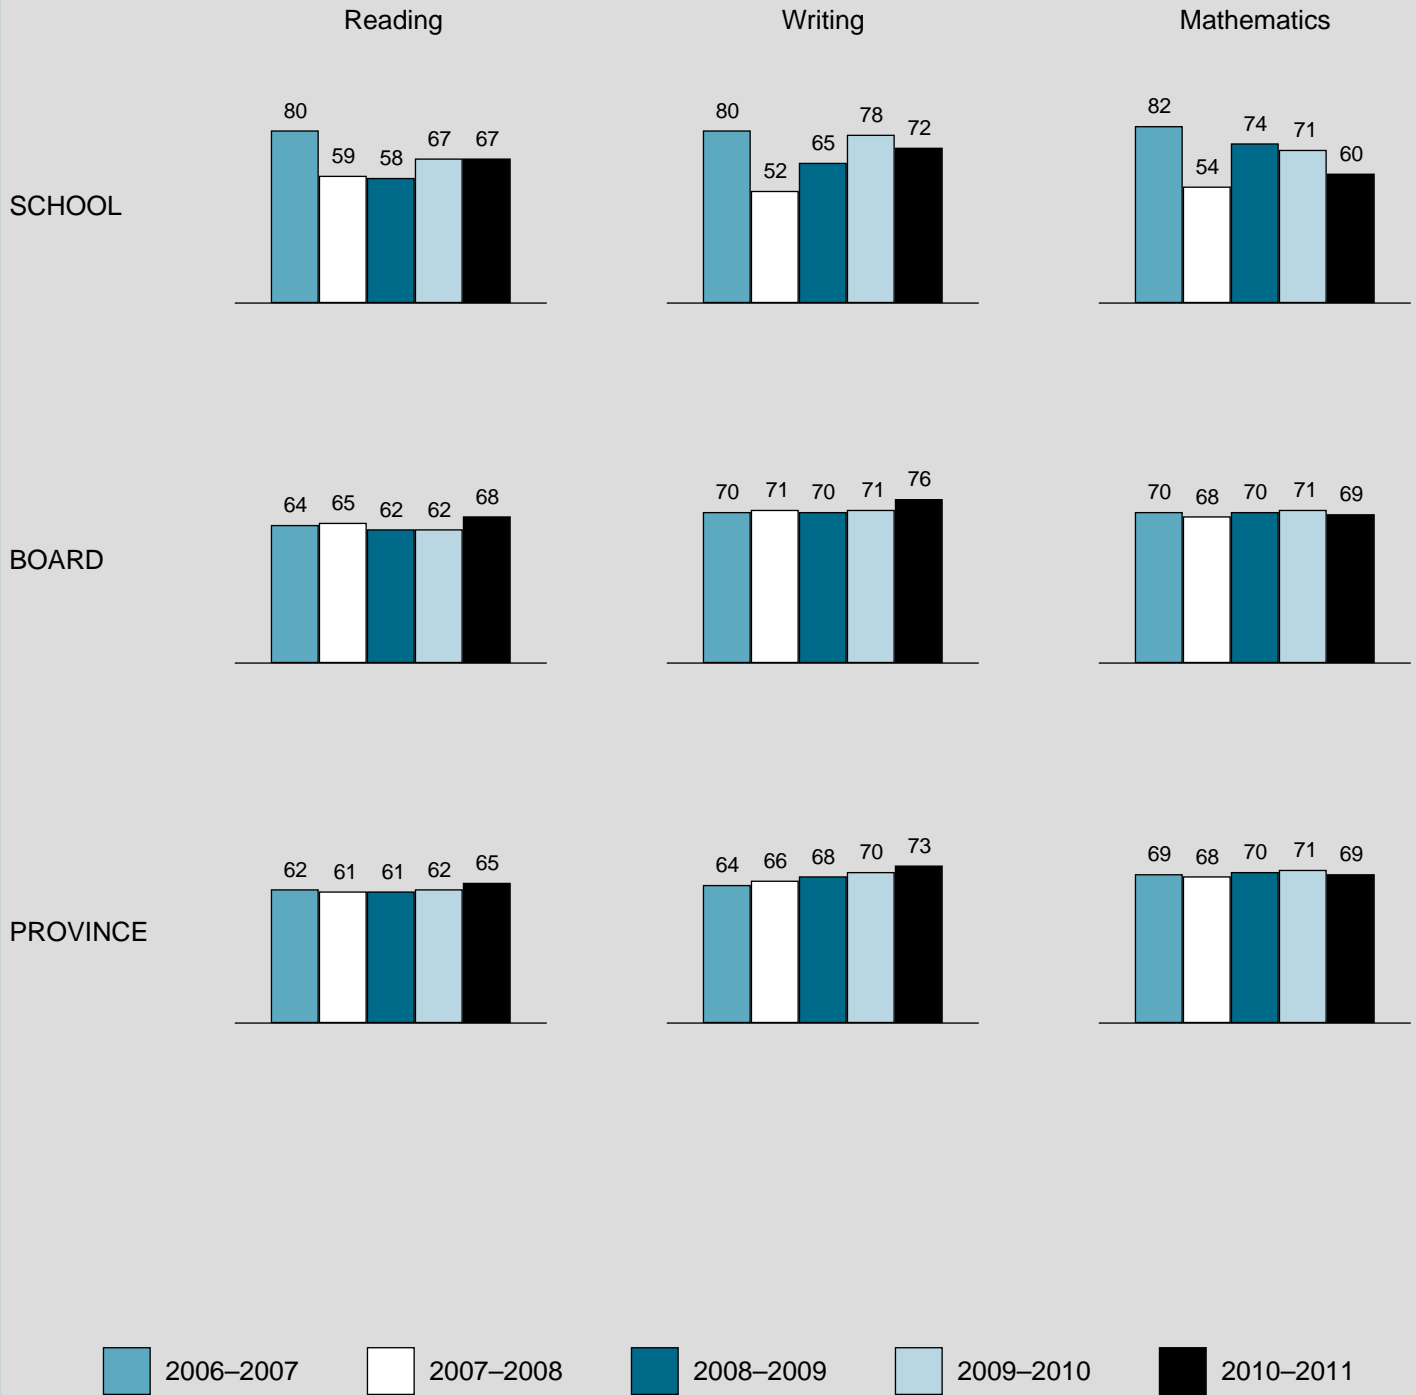 Reading Writing Mathematics
SCHOOL
80 59 58 67 67
80 52 65 78 72
82 54 74 71 60
BOARD
64 65 62 62 68
70 71 70 71 76
70 68 70 71 69
PROVINCE
62 61 61 62 65
64 66 68 70 73
69 68 70 71 69
2006–2007 2007–2008 2008–2009 2009–2010 2010–2011